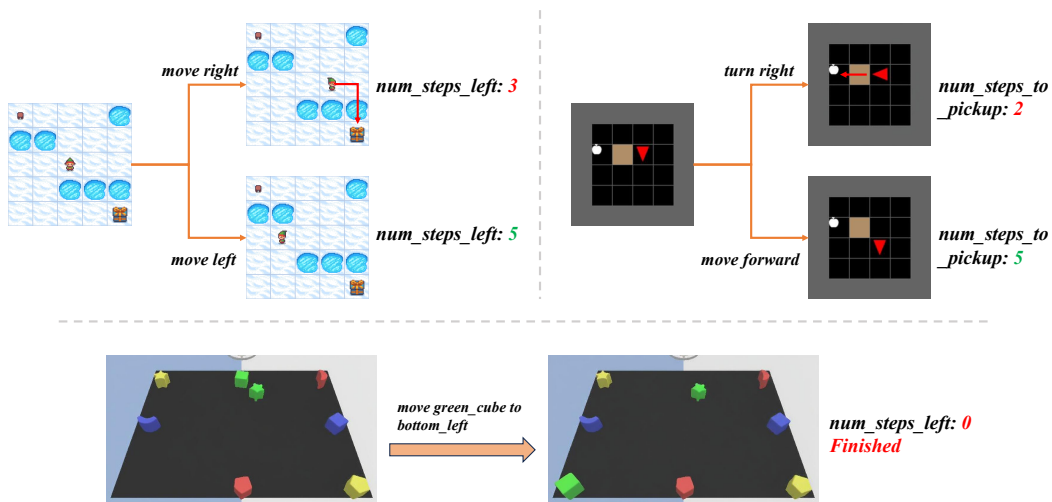 move right
num_steps_left: 3
move left
num_steps_left: 5
turn right
num_steps_to
_pickup: 2
move forward
num_steps_to
_pickup: 5
move green_cube to
bottom_left
num_steps_left: 0
Finished